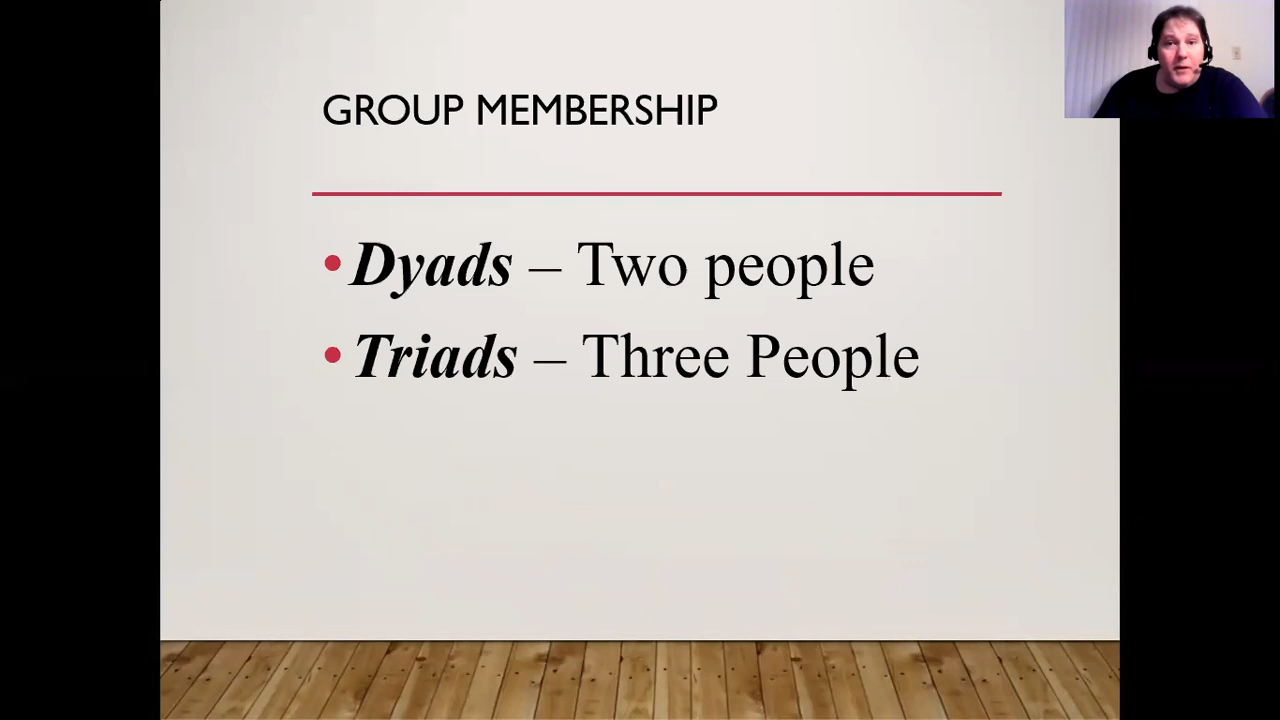 GROUP MEMBERSHIP
• Dyads – Two people
• Triads – Three People